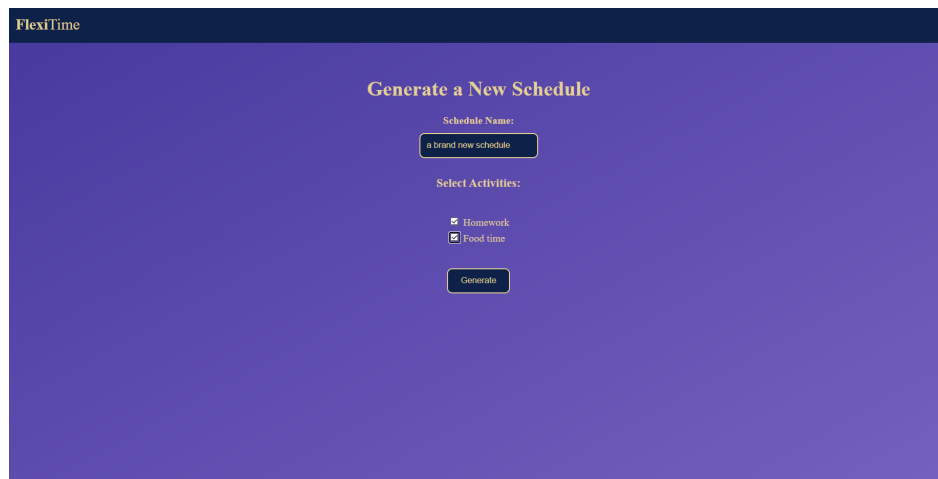 FlexiTime
Generate a New Schedule
Schedule Name:
a brand new schedule
Select Activities:
Homework
Food time
Generate